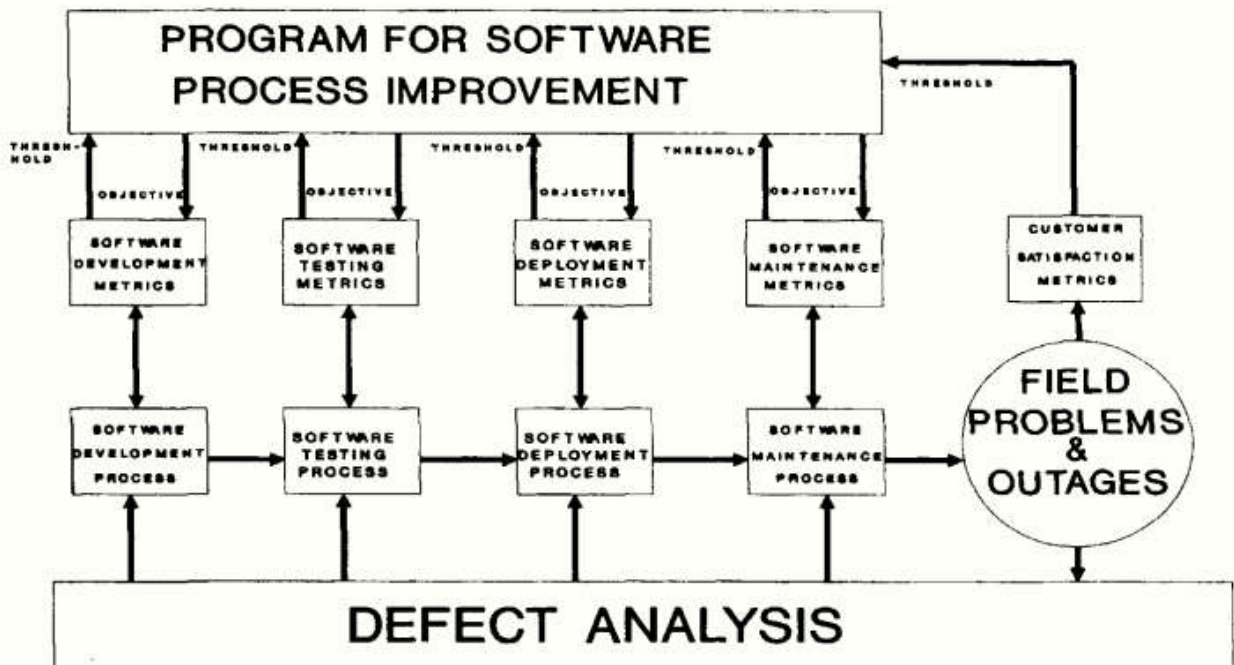 PROGRAM FOR SOFTWARE
PROCESS IMPROVEMENT
THRESHOLD
THRESH-
HOLD
THRESHOLD
THRESHOLD
THRESHOLD
OBJECTIVE
OBJECTIVE
OBJECTIVE
OBJECTIVE
SOFTWARE
DEVELOPMENT
METRICS
SOFTWARE
TESTING
METRICS
SOFTWARE
DEPLOYMENT
METRICS
SOFTWARE
MAINTENANCE
METRICS
CUSTOMER
SATISFACTION
METRICS
SOFTWARE
DEVELOPMENT
PROCESS
SOFTWARE
TESTING
PROCESS
SOFTWARE
DEPLOYMENT
PROCESS
SOFTWARE
MAINTENANCE
PROCESS
FIELD
PROBLEMS
&
OUTAGES
DEFECT ANALYSIS